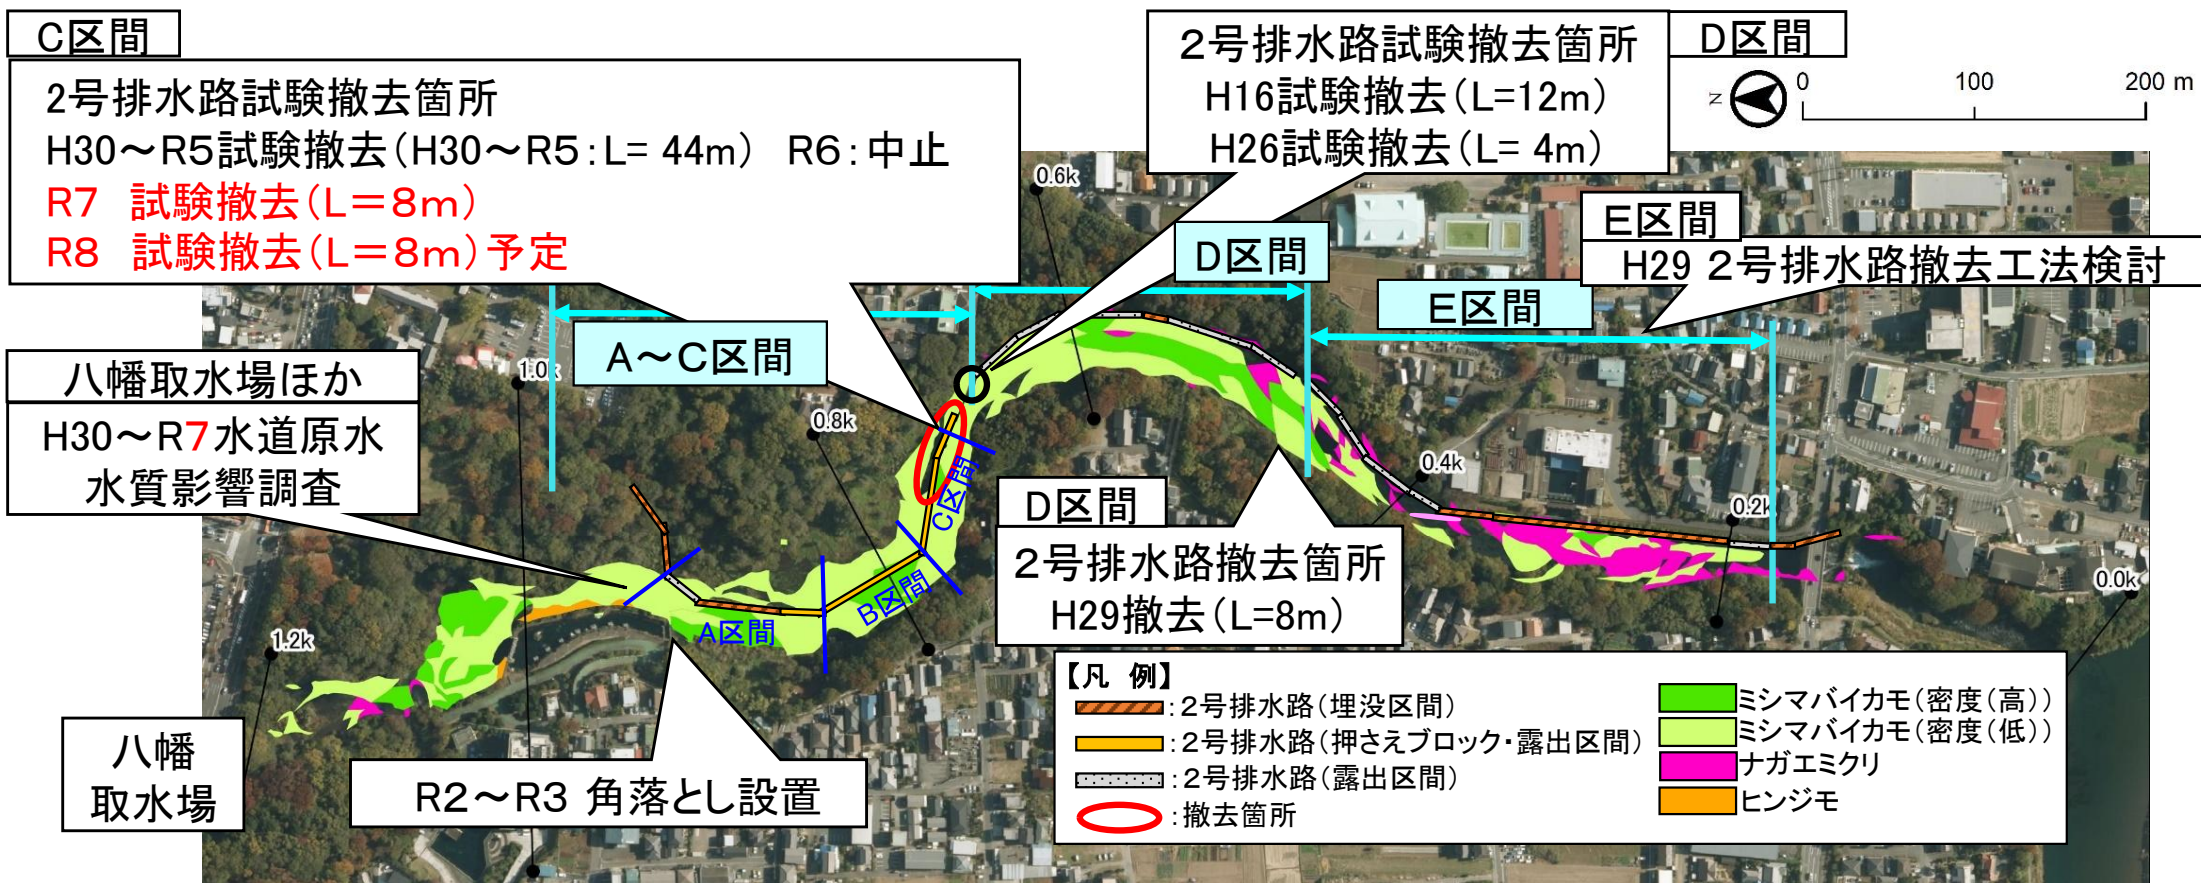 C区間
2号排水路試験撤去箇所
H30～R5試験撤去(H30～R5:L= 44m) R6:中止
R7 試験撤去(L=8m)
R8 試験撤去(L=8m)予定
2号排水路試験撤去箇所
H16試験撤去(L=12m)
H26試験撤去(L= 4m)
D区間
N
0 100 200 m
0.6k
D区間
E区間
H29 2号排水路撤去工法検討
E区間
A～C区間
八幡取水場ほか
H30～R7水道原水
水質影響調査
1.0k
0.8k
C区間
0.4k
0.2k
0.0k
D区間
2号排水路撤去箇所
H29撤去(L=8m)
B区間
A区間
1.2k
八幡
取水場
R2～R3 角落とし設置
【凡 例】
:2号排水路(埋没区間)
:2号排水路(押さえブロック・露出区間)
:2号排水路(露出区間)
:撤去箇所
ミシマバイカモ(密度(高))
ミシマバイカモ(密度(低))
ナガエミクリ
ヒンジモ